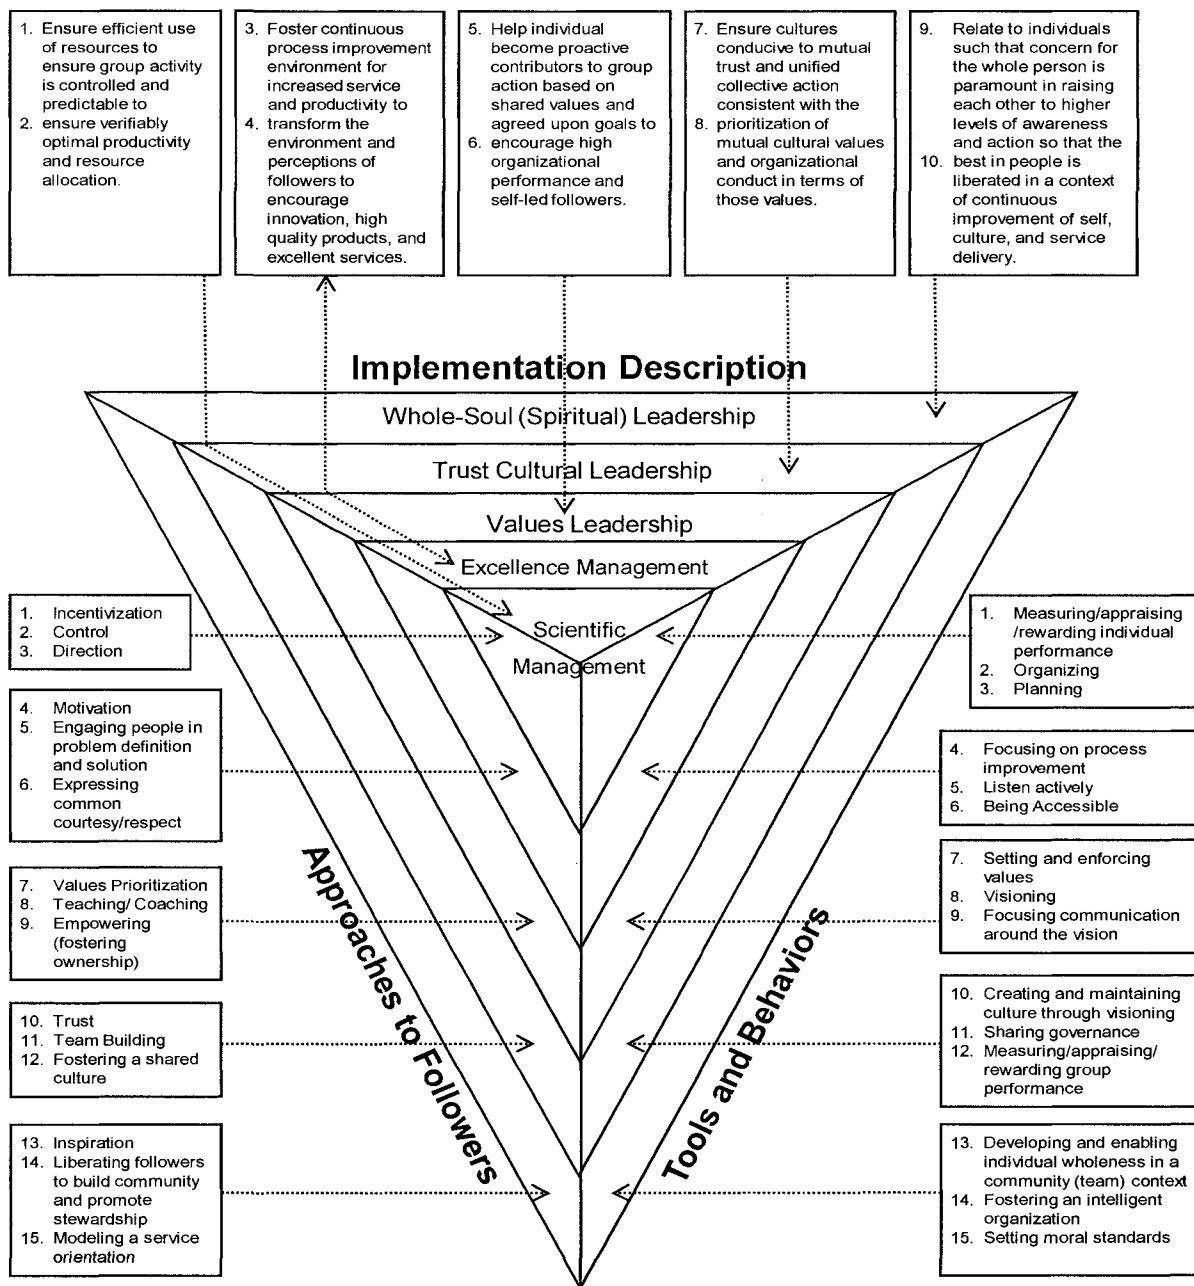 1. Ensure efficient use
of resources to
ensure group activity
is controlled and
predictable to
2. ensure verifiably
optimal productivity
and resource
allocation.
3. Foster continuous
process improvement
environment for
increased service
and productivity to
4. transform the
environment and
perceptions of
followers to
encourage
innovation, high
quality products, and
excellent services.
5. Help individual
become proactive
contributors to group
action based on
shared values and
agreed upon goals to
6. encourage high
organizational
performance and
self-led followers.
7. Ensure cultures
conducive to mutual
trust and unified
collective action
consistent with the
8. prioritization of
mutual cultural values
and organizational
conduct in terms of
those values.
9. Relate to individuals
such that concern for
the whole person is
paramount in raising
each other to higher
levels of awareness
and action so that the
10. best in people is
liberated in a context
of continuous
improvement of self,
culture, and service
delivery.
Implementation Description
Whole-Soul (Spiritual) Leadership
Trust Cultural Leadership
Values Leadership
Excellence Management
Scientific
Management
1. Incentivization
2. Control
3. Direction
4. Motivation
5. Engaging people in
problem definition
and solution
6. Expressing
common
courtesy/respect
7. Values Prioritization
8. Teaching/ Coaching
9. Empowering
(fostering
ownership)
10. Trust
11. Team Building
12. Fostering a shared
culture
13. Inspiration
14. Liberating followers
to build community
and promote
stewardship
15. Modeling a service
orientation
Approaches to Followers
Tools and Behaviors
1. Measuring/appraising
/rewarding individual
performance
2. Organizing
3. Planning
4. Focusing on process
improvement
5. Listen actively
6. Being Accessible
7. Setting and enforcing
values
8. Visioning
9. Focusing communication
around the vision
10. Creating and maintaining
culture through visioning
11. Sharing governance
12. Measuring/appraising/
rewarding group
performance
13. Developing and enabling
individual wholeness in a
community (team) context
14. Fostering an intelligent
organization
15. Setting moral standards